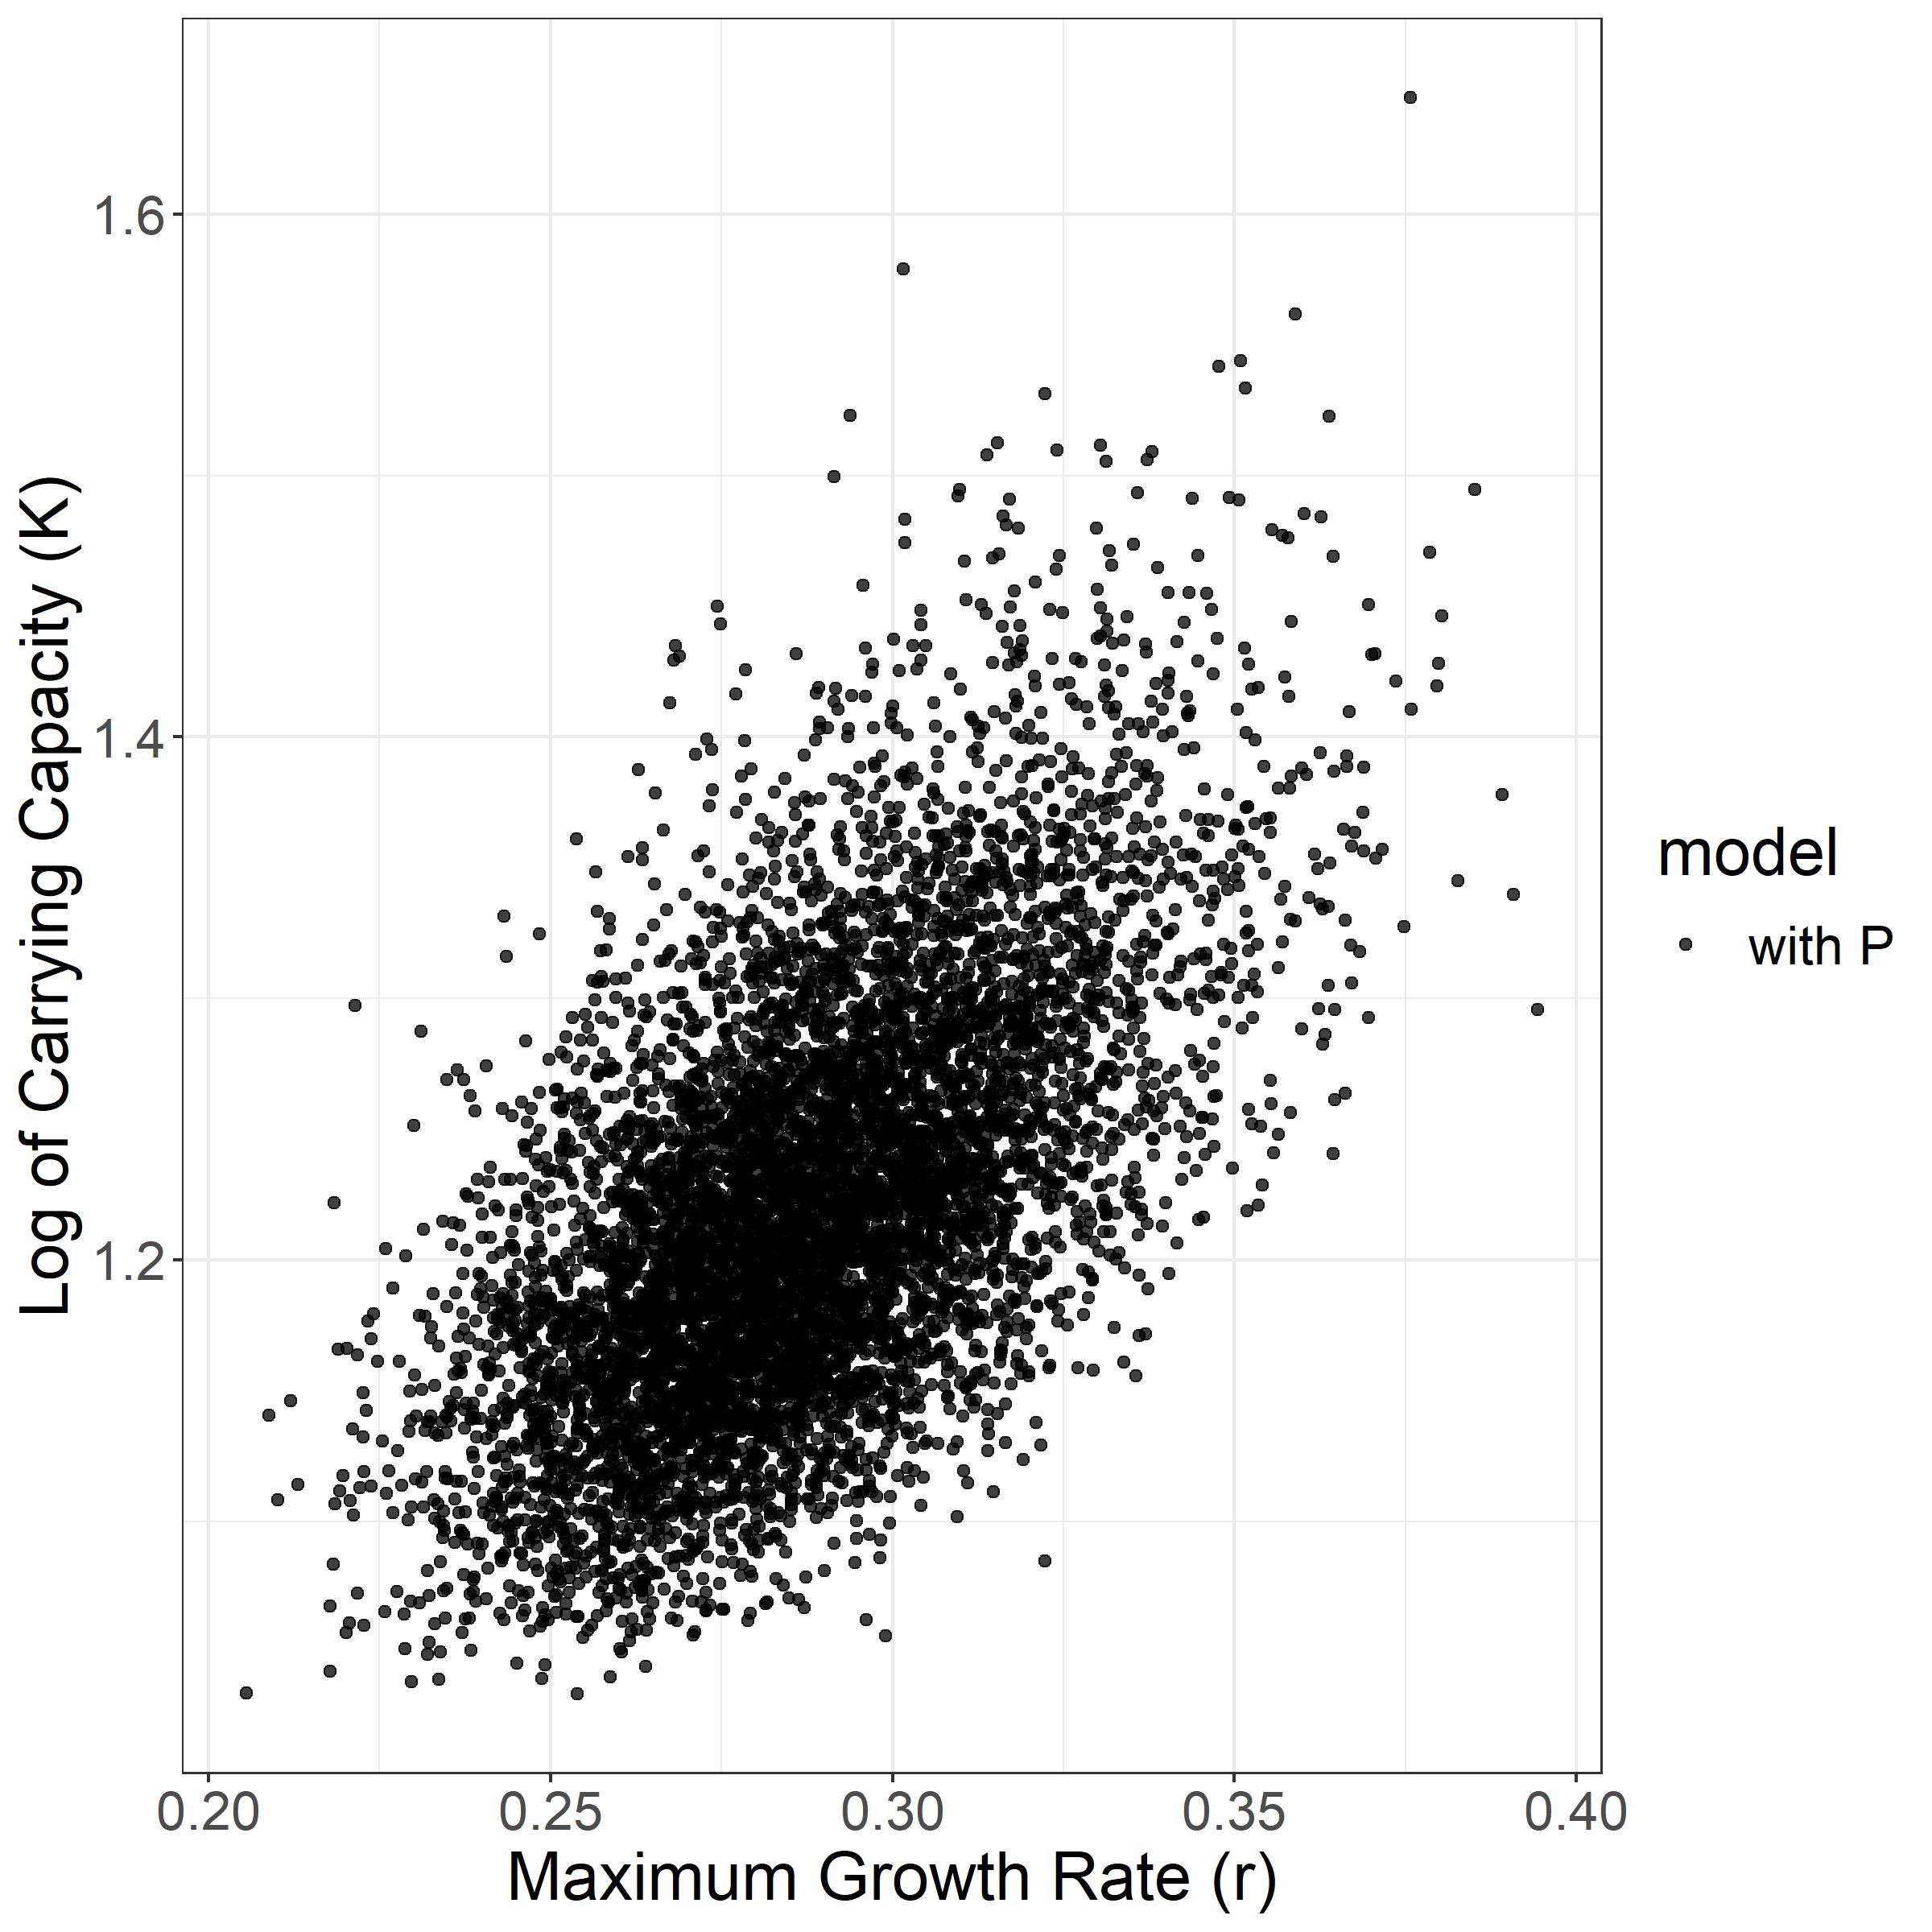 Log of Carrying Capacity (K)
1.6
1.4
1.2
0.20 0.25 0.30 0.35 0.40
Maximum Growth Rate (r)
model
with P